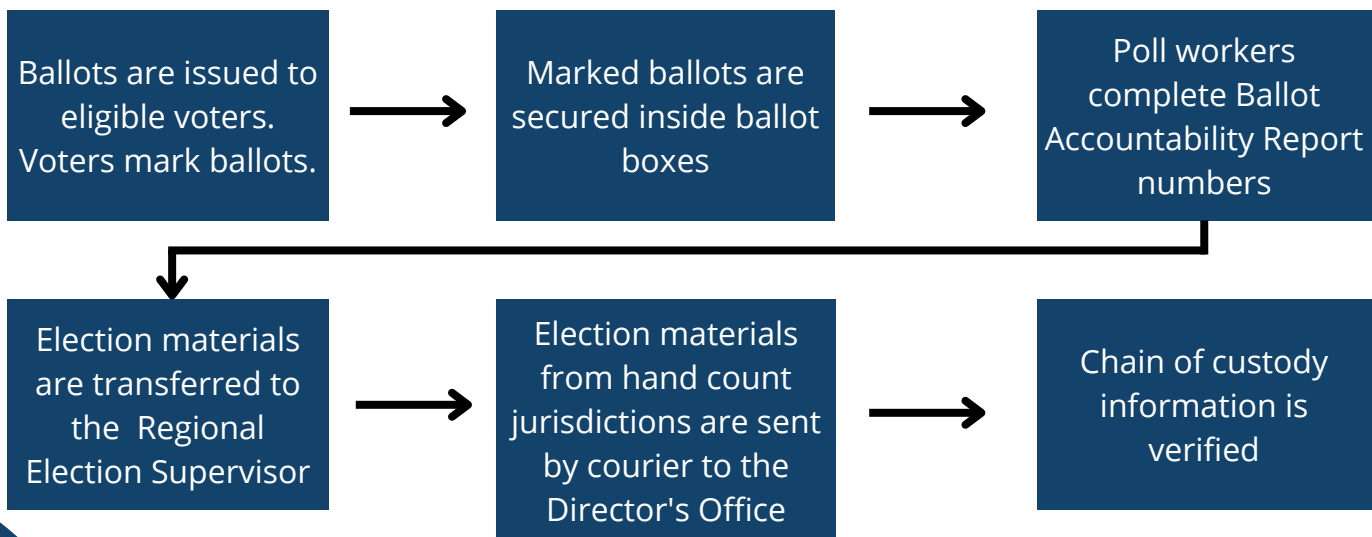 Ballots are issued to
eligible voters.
Voters mark ballots.
Marked ballots are
secured inside ballot
boxes
Poll workers
complete Ballot
Accountability Report
numbers
Election materials
are transferred to
the  Regional
Election Supervisor
Election materials
from hand count
jurisdictions are sent
by courier to the
Director's Office
Chain of custody
information is
verified